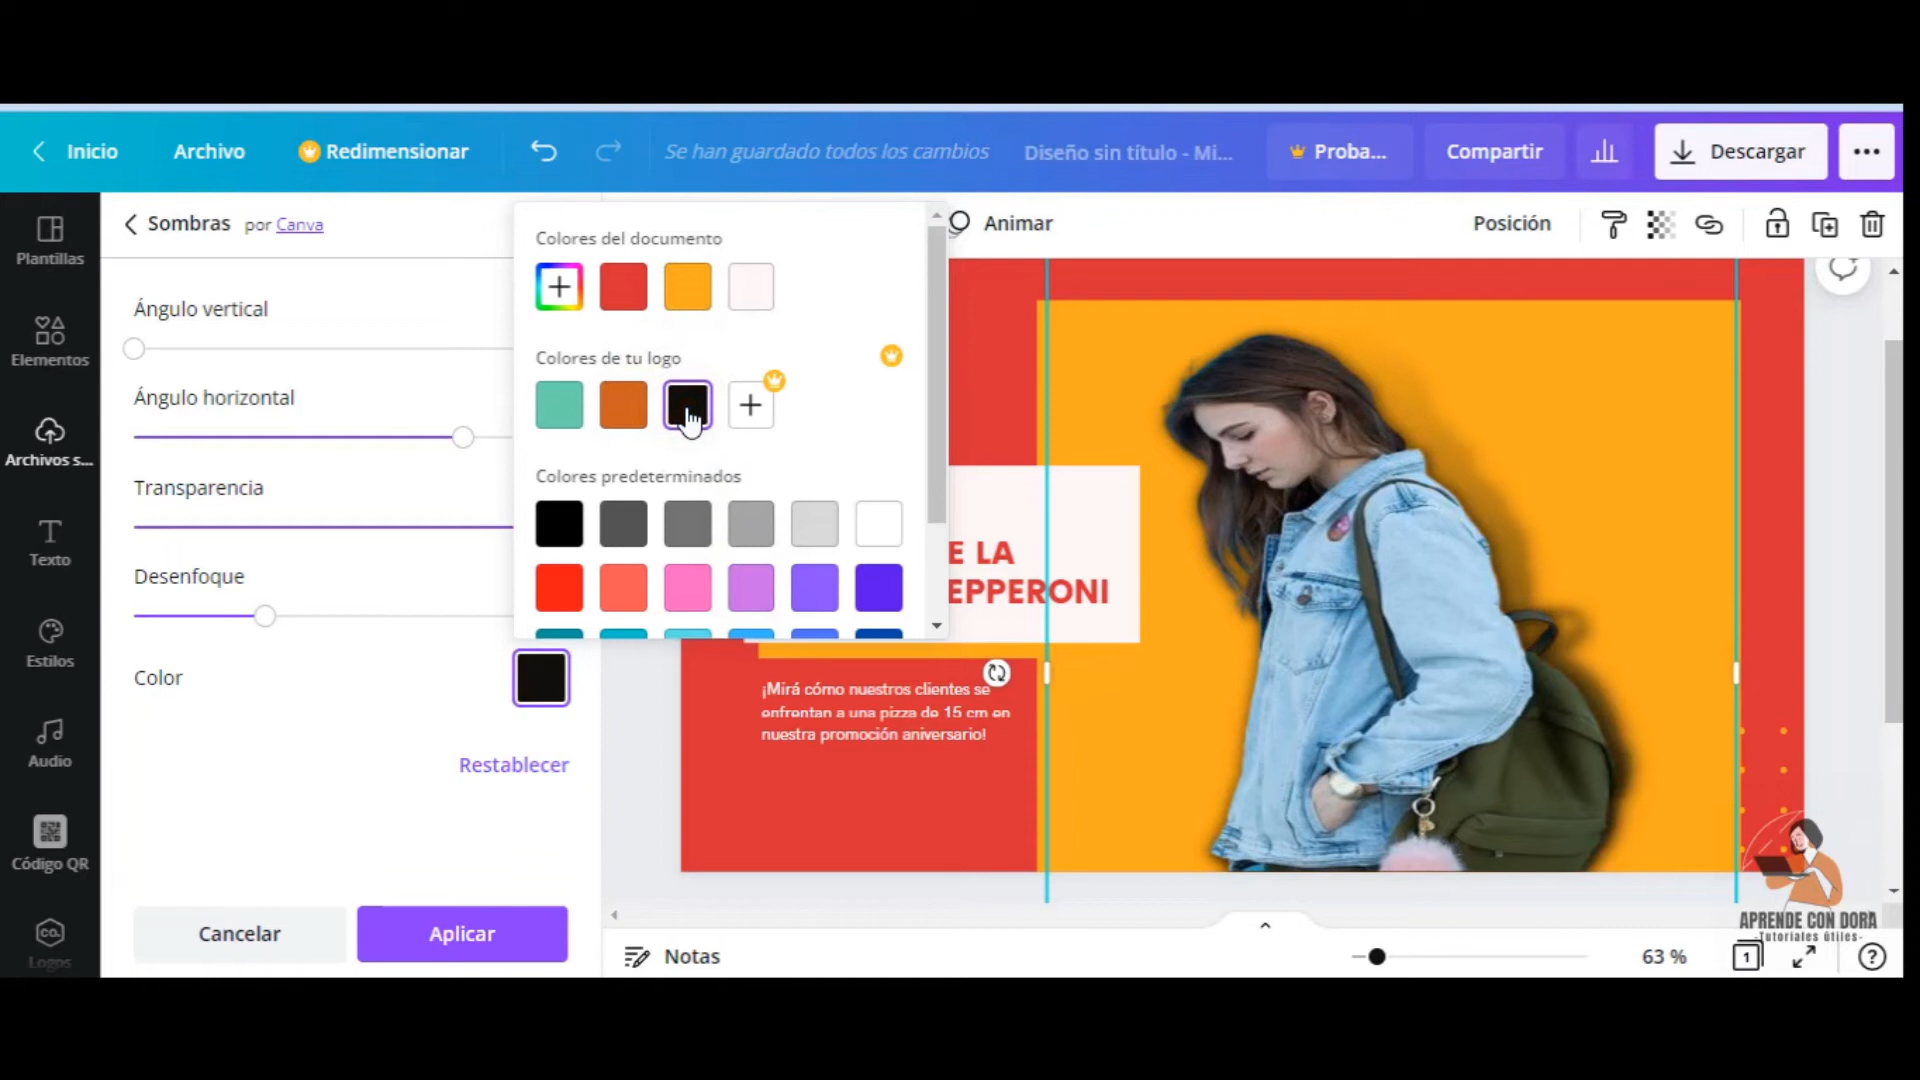 Inicio
Archivo
Redimensionar
Se han guardado todos los cambios
Diseño sin título - Mi...
Proba...
Compartir
Descargar
Plantillas
Elementos
Archivos s...
Texto
Estilos
Audio
Código QR
CO.
Logos
Sombras por Canva
Ángulo vertical
Ángulo horizontal
Transparencia
Desenfoque
Color
Restablecer
Cancelar
Aplicar
Colores del documento
Colores de tu logo
Colores predeterminados
Animar
Posición
E LA
EPPERONI
¡Mirá cómo nuestros clientes se
enfrentan a una pizza de 15 cm en
nuestra promoción aniversario!
APRENDE CON DORA
-Tutoriales útiles-
Notas
63 %
1
?